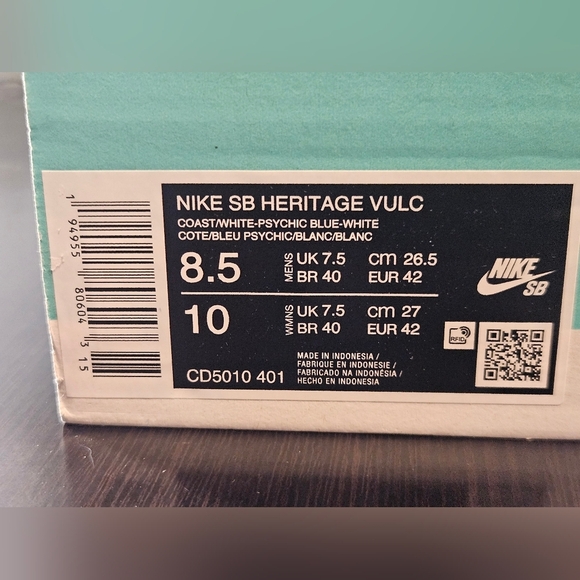 NIKE SB HERITAGE VULC
COAST/WHITE-PSYCHIC BLUE-WHITE
COTE/BLEU PSYCHIC/BLANC/BLANC
8.5 MENS UK 7.5 cm 26.5
BR 40 EUR 42
10 WMNS UK 7.5 cm 27
BR 40 EUR 42
CD5010 401
MADE IN INDONESIA /
FABRIQUE EN INDONESIE /
FABRICADO NA INDONÉSIA /
HECHO EN INDONESIA
NIKE
SB
RFID
1 94955 80604 3 15